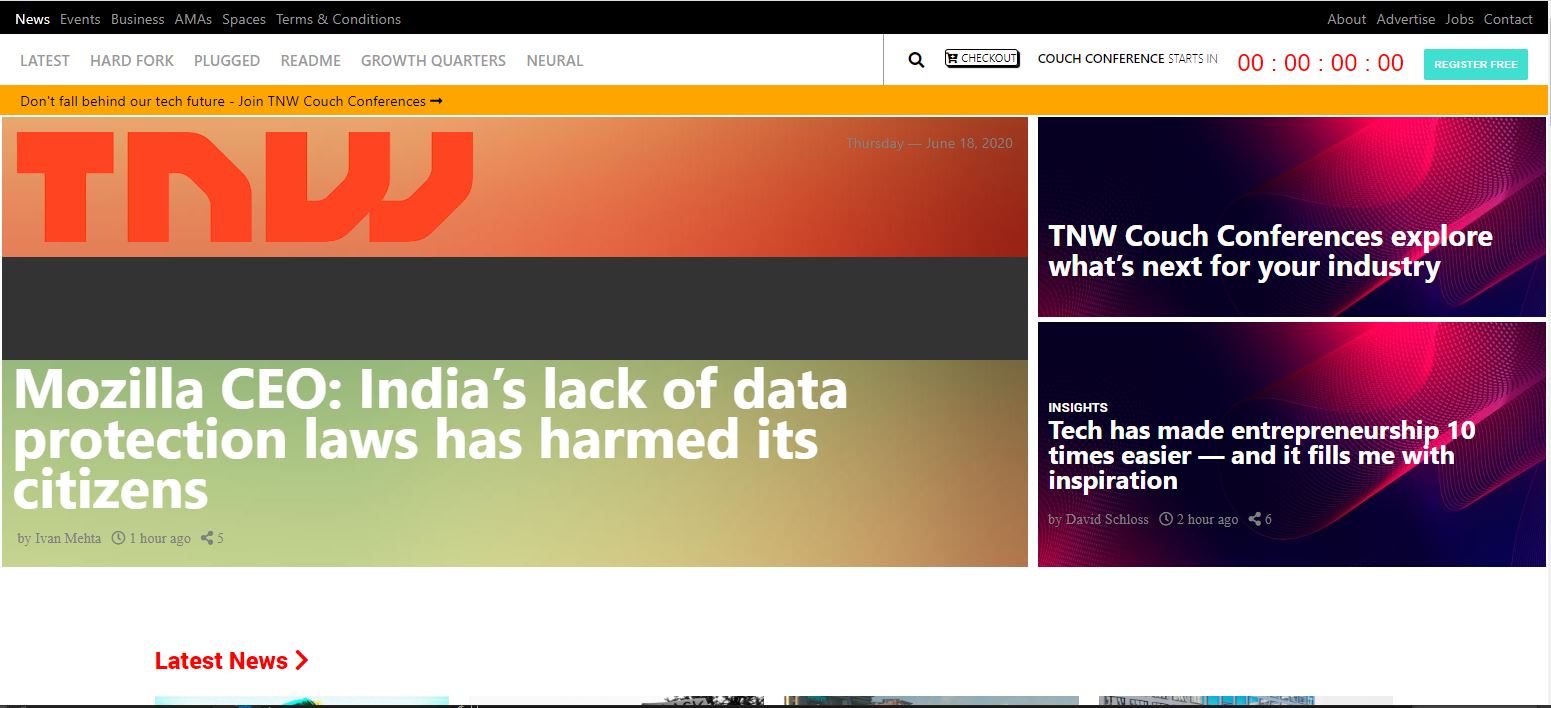 News Events Business AMAs Spaces Terms & Conditions About Advertise Jobs Contact
LATEST HARD FORK PLUGGED README GROWTH QUARTERS NEURAL CHECKOUT COUCH CONFERENCE STARTS IN 00 : 00 : 00 : 00 REGISTER FREE
Don't fall behind our tech future - Join TNW Couch Conferences
TNW
Thursday — June 18, 2020
Mozilla CEO: India’s lack of data
protection laws has harmed its
citizens
by Ivan Mehta 1 hour ago 5
TNW Couch Conferences explore
what’s next for your industry
INSIGHTS
Tech has made entrepreneurship 10
times easier — and it fills me with
inspiration
by David Schloss 2 hour ago 6
Latest News